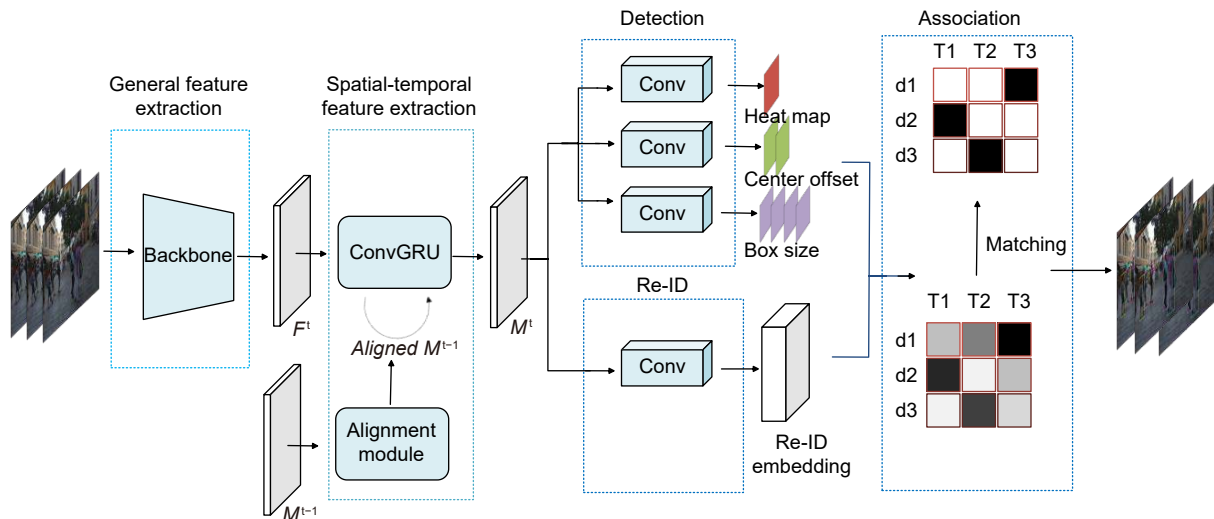 General feature
extraction
Backbone
Fᵗ
Spatial-temporal
feature extraction
ConvGRU
Aligned Mᵗ⁻¹
Alignment
module
Mᵗ⁻¹
Mᵗ
Detection
Conv
Heat map
Conv
Center offset
Conv
Box size
Re-ID
Conv
Re-ID
embedding
Association
T1 T2 T3
d1
d2
d3
Matching
T1 T2 T3
d1
d2
d3